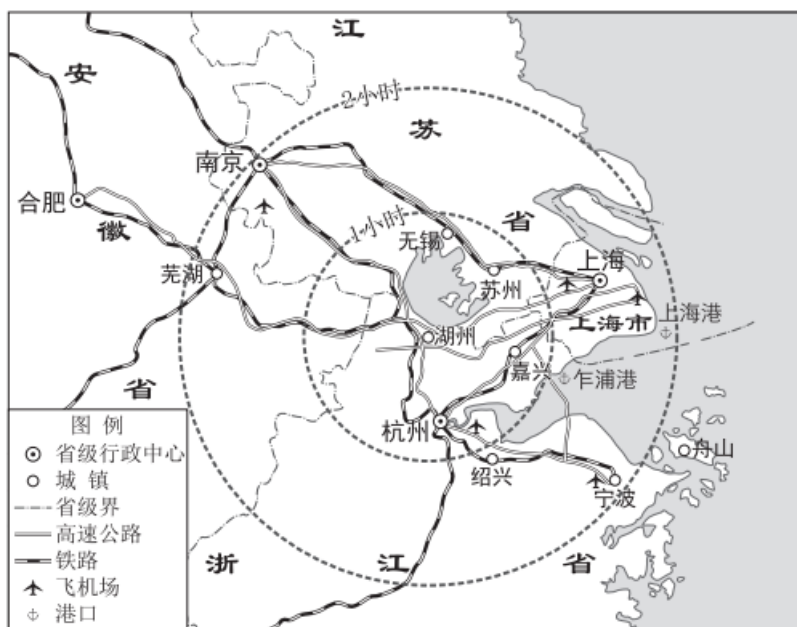 江
安
2小时
苏
南京
合肥
1小时
省
徽
无锡
芜湖
苏州
上海
上海市
上海港
湖州
嘉兴
乍浦港
省
杭州
绍兴
舟山
宁波
浙
江
省
图 例
省级行政中心
城 镇
省级界
高速公路
铁路
飞机场
港口